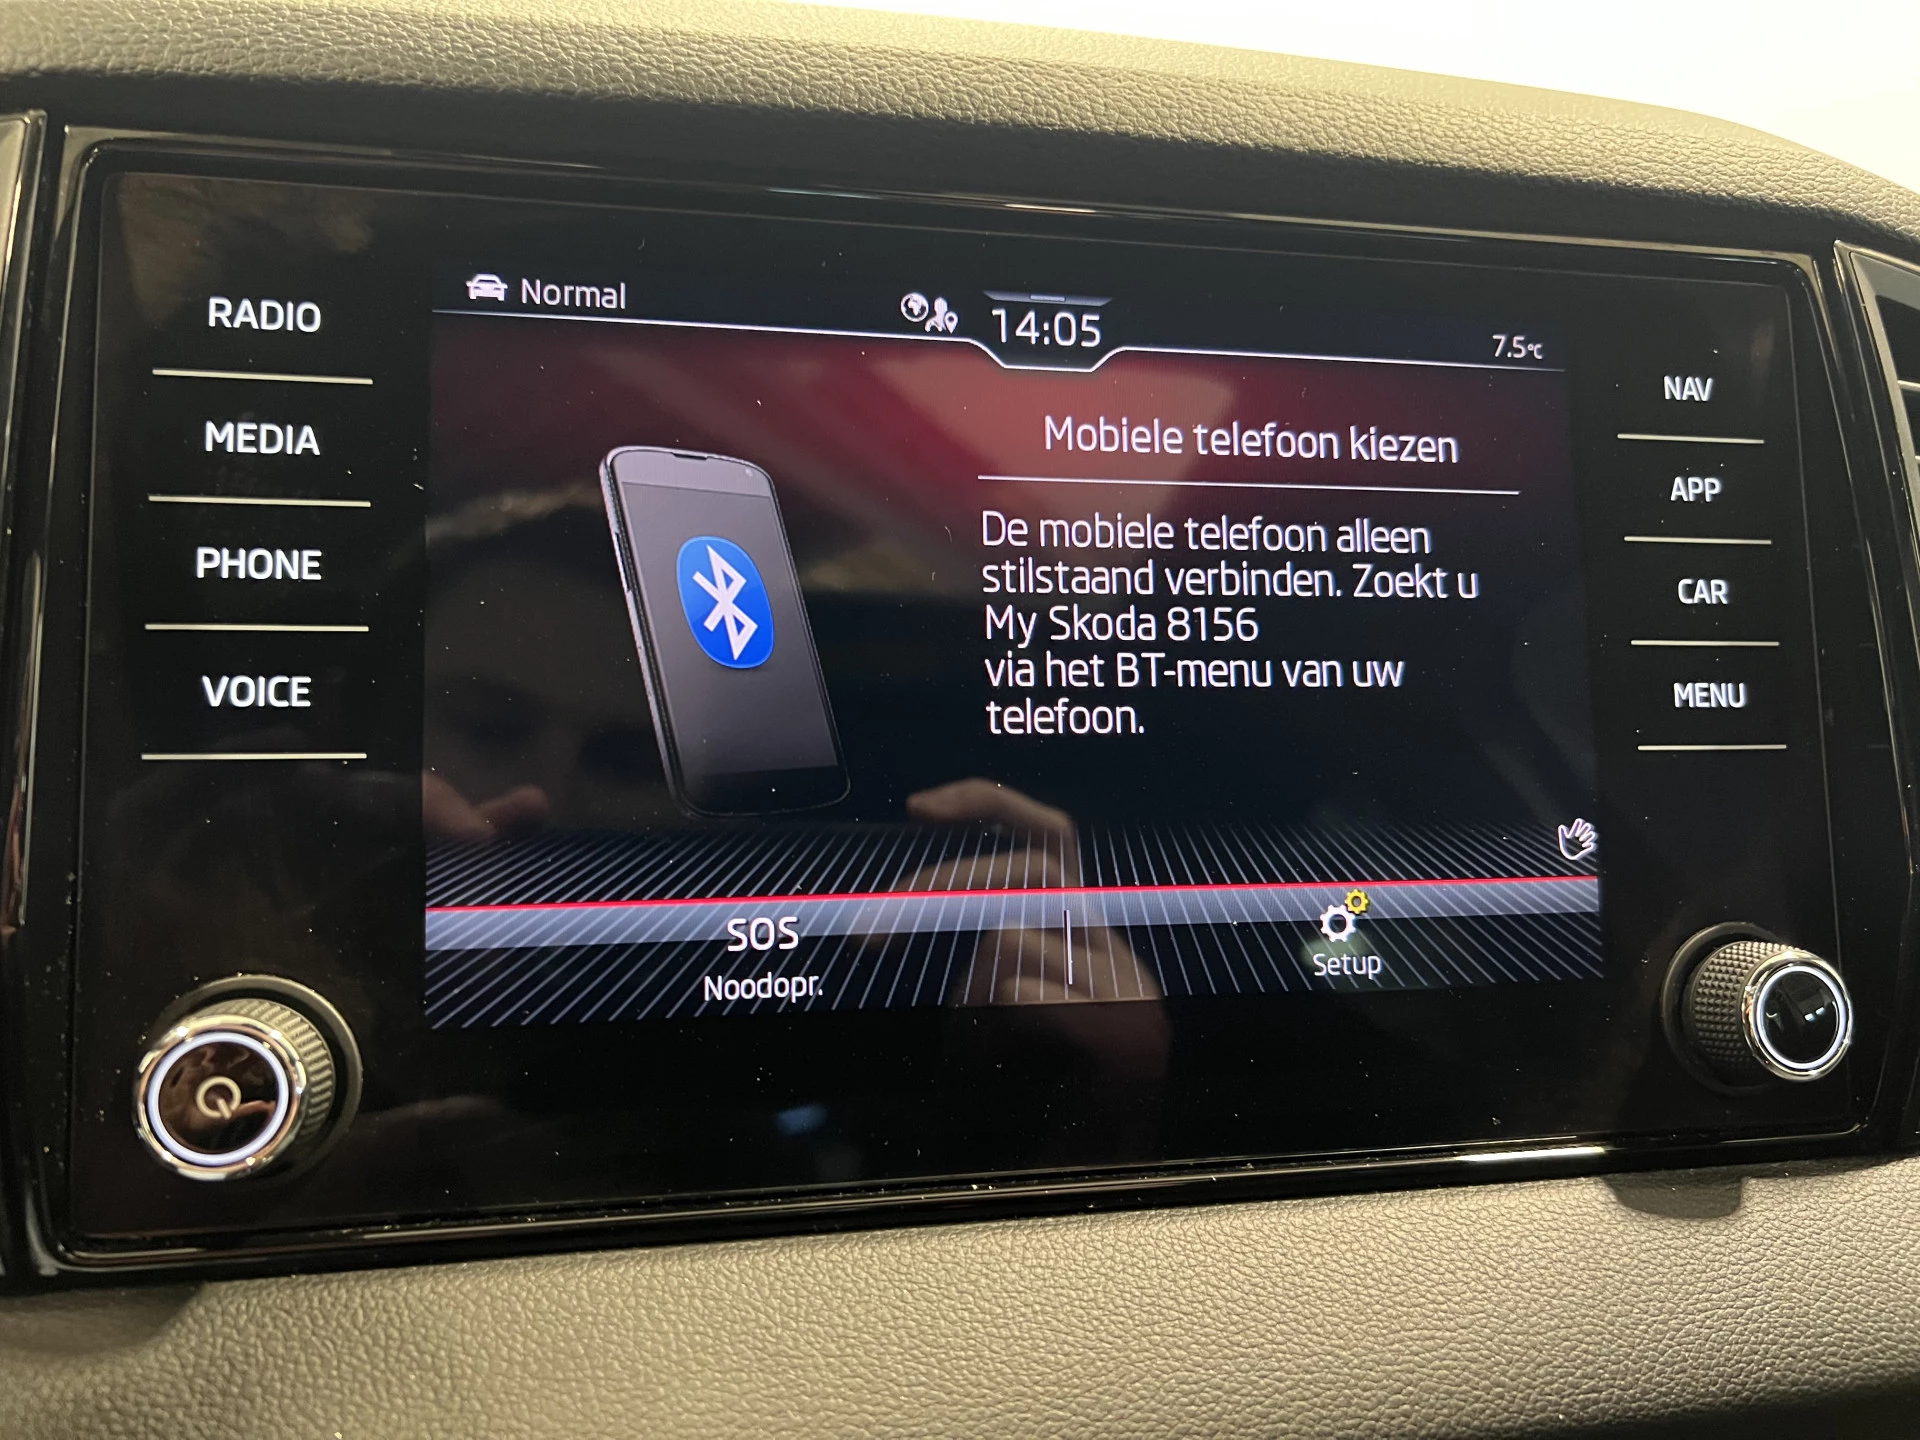 Normal
14:05
7.5°C
RADIO
MEDIA
PHONE
VOICE
Mobiele telefoon kiezen
De mobiele telefoon alleen
stilstaand verbinden. Zoekt u
My Skoda 8156
via het BT-menu van uw
telefoon.
SOS
Noodopr.
Setup
NAV
APP
CAR
MENU